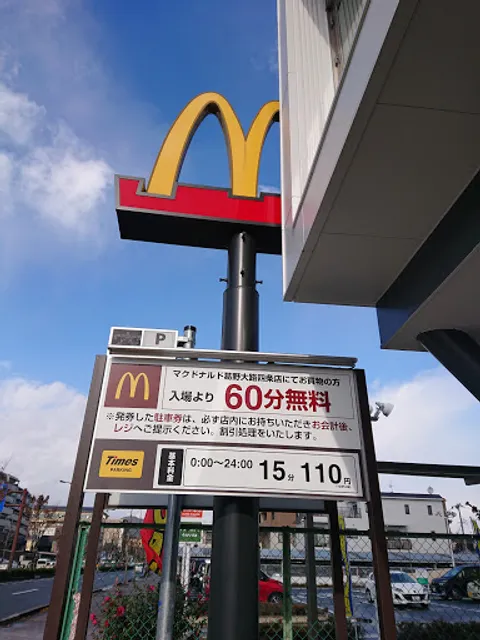 P
マクドナルド葛野大路四条店にてお買物の方
入場より 60分無料
※発券した駐車券は、必ず店内にお持ちいただきお会計後、
レジへご提示ください。割引処理をいたします。
Times
PARKING
基本料金
0:00～24:00 15分 110円